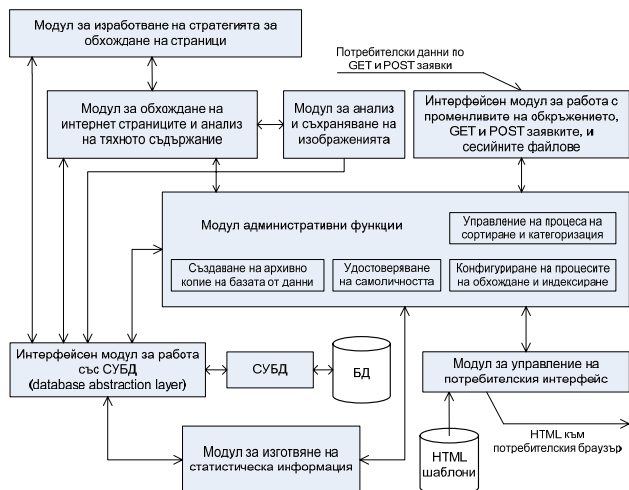 Модул за изработване на стратегията за
обхождане на страници
Потребителски данни по
GET и POST заявки
Модул за обхождане на
интернет страниците и анализ
на тяхното съдържание
Модул за анализ
и съхраняване на
изображенията
Интерфейсен модул за работа с
променливите на обкръжението,
GET и POST заявките, и
сесийните файлове
Модул административни функции
Управление на процеса на
сортиране и категоризация
Създаване на архивно
копие на базата от данни
Удостоверяване
на самоличността
Конфигуриране на процесите
на обхождане и индексиране
Интерфейсен модул за работа
със СУБД
(database abstraction layer)
СУБД
БД
Модул за управление на
потребителския интерфейс
Модул за изготвяне на
статистическа информация
HTML
шаблони
HTML към
потребителския браузър